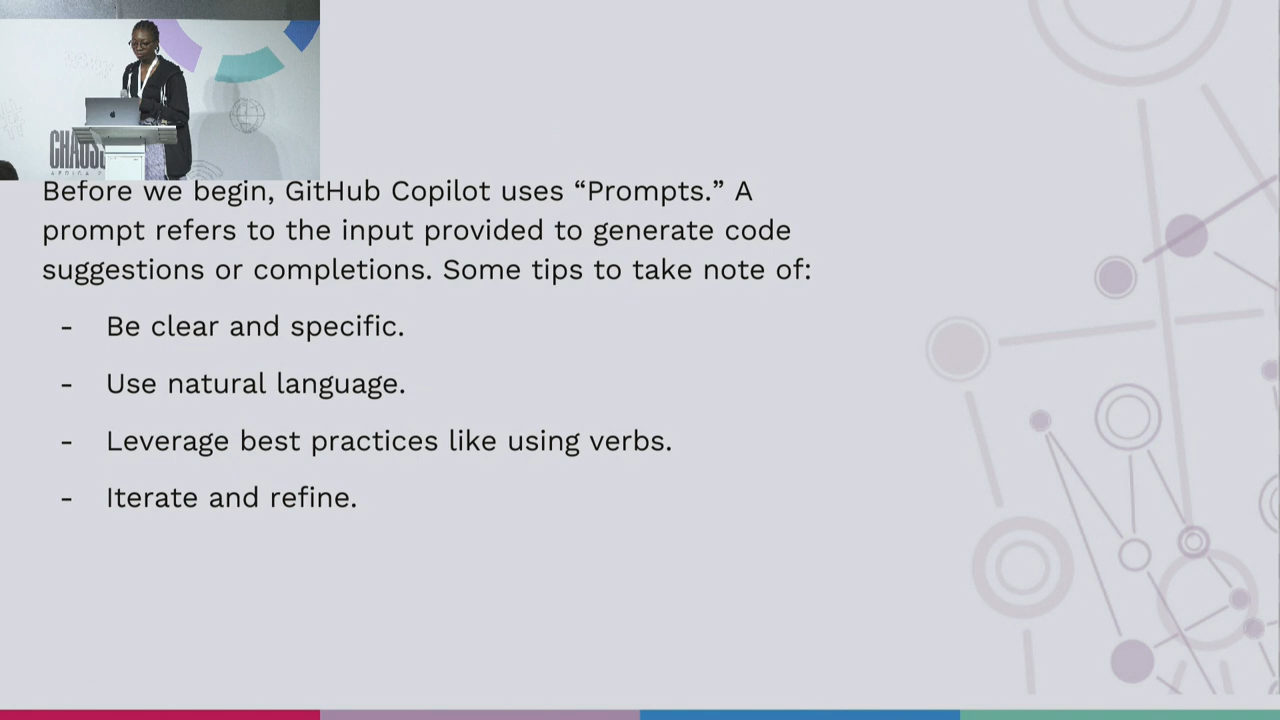 CHAOSS
Before we begin, GitHub Copilot uses “Prompts.” A
prompt refers to the input provided to generate code
suggestions or completions. Some tips to take note of:
- Be clear and specific.
- Use natural language.
- Leverage best practices like using verbs.
- Iterate and refine.